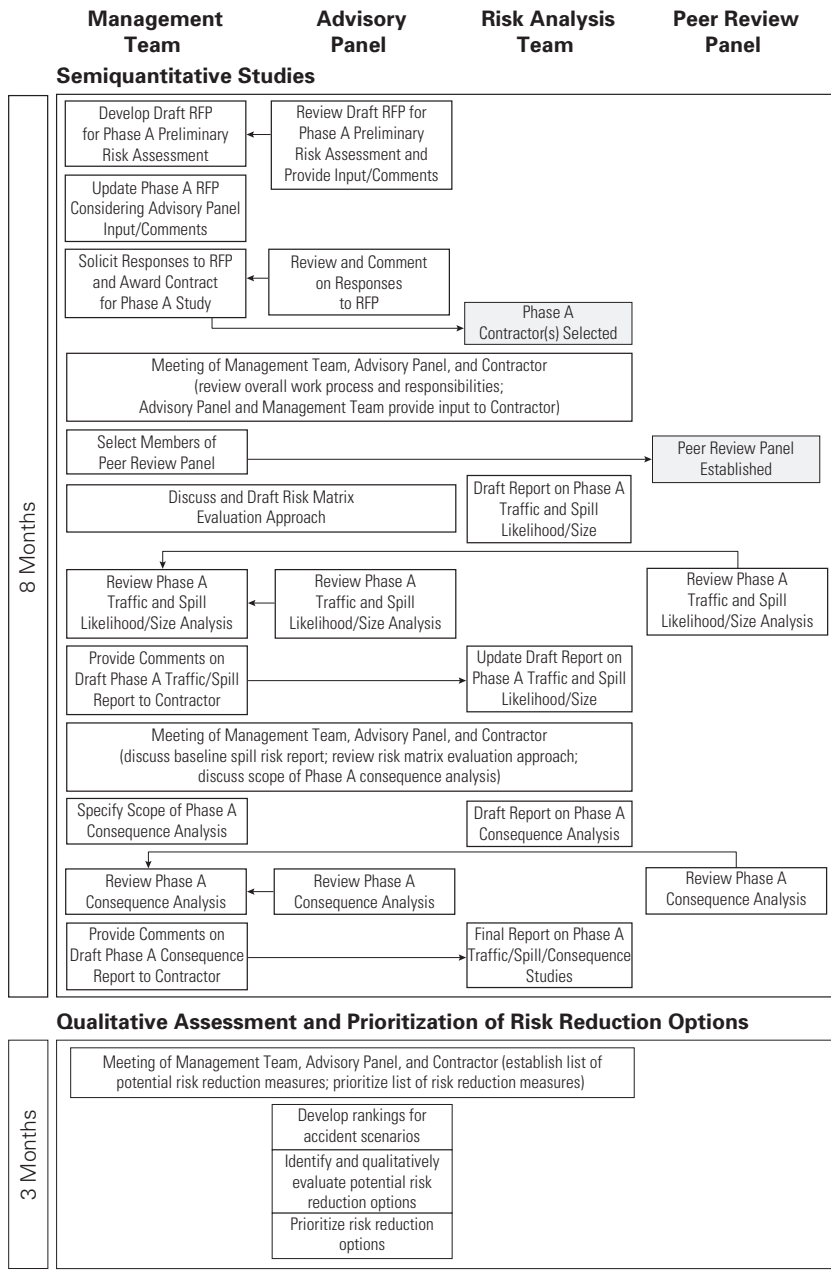 Management
Team
Advisory
Panel
Risk Analysis
Team
Peer Review
Panel
Semiquantitative Studies
8 Months
Develop Draft RFP
for Phase A Preliminary
Risk Assessment
Review Draft RFP for
Phase A Preliminary
Risk Assessment and
Provide Input/Comments
Update Phase A RFP
Considering Advisory Panel
Input/Comments
Solicit Responses to RFP
and Award Contract
for Phase A Study
Review and Comment
on Responses
to RFP
Phase A
Contractor(s) Selected
Meeting of Management Team, Advisory Panel, and Contractor
(review overall work process and responsibilities;
Advisory Panel and Management Team provide input to Contractor)
Select Members of
Peer Review Panel
Peer Review Panel
Established
Discuss and Draft Risk Matrix
Evaluation Approach
Draft Report on Phase A
Traffic and Spill
Likelihood/Size
Review Phase A
Traffic and Spill
Likelihood/Size Analysis
Review Phase A
Traffic and Spill
Likelihood/Size Analysis
Review Phase A
Traffic and Spill
Likelihood/Size Analysis
Provide Comments on
Draft Phase A Traffic/Spill
Report to Contractor
Update Draft Report on
Phase A Traffic and Spill
Likelihood/Size
Meeting of Management Team, Advisory Panel, and Contractor
(discuss baseline spill risk report; review risk matrix evaluation approach;
discuss scope of Phase A consequence analysis)
Specify Scope of Phase A
Consequence Analysis
Draft Report on Phase A
Consequence Analysis
Review Phase A
Consequence Analysis
Review Phase A
Consequence Analysis
Review Phase A
Consequence Analysis
Provide Comments on
Draft Phase A Consequence
Report to Contractor
Final Report on Phase A
Traffic/Spill/Consequence
Studies
Qualitative Assessment and Prioritization of Risk Reduction Options
3 Months
Meeting of Management Team, Advisory Panel, and Contractor (establish list of
potential risk reduction measures; prioritize list of risk reduction measures)
Develop rankings for
accident scenarios
Identify and qualitatively
evaluate potential risk
reduction options
Prioritize risk reduction
options